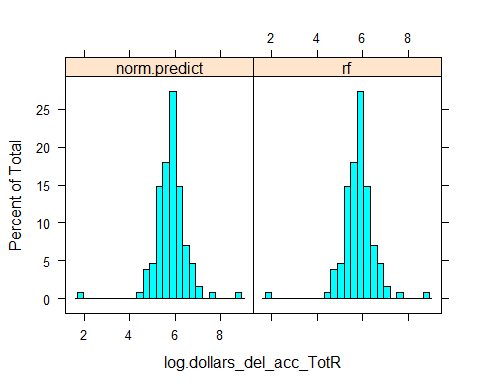 2 4 6 8
norm.predict rf
Percent of Total
25
20
15
10
5
0
2 4 6 8
log.dollars_del_acc_TotR